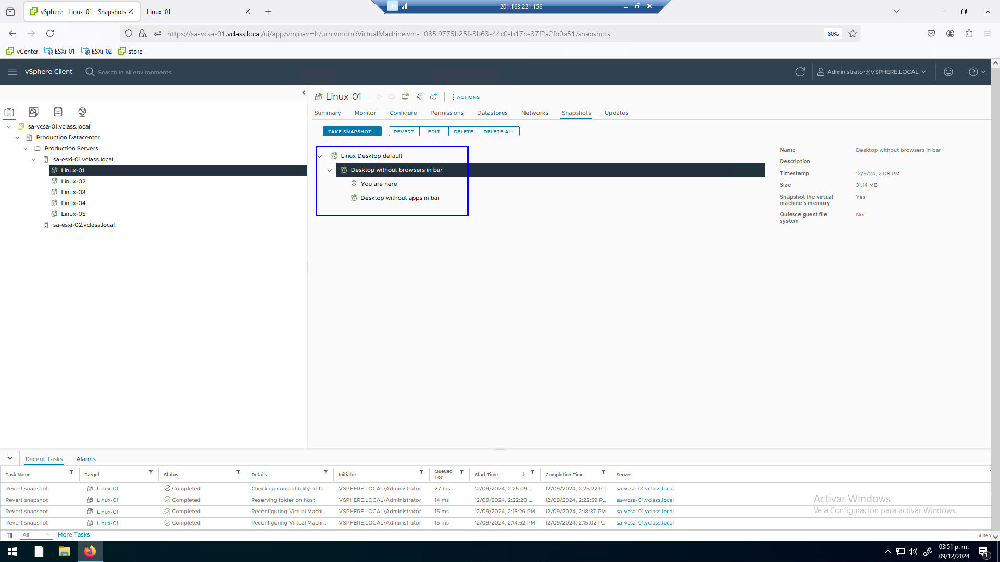 vSphere - Linux-01 - Snapshots
Linux-01
201.163.221.156
https://sa-vcsa-01.vclass.local/ui/app/vm;nav=h/urn:vmomi:VirtualMachine:vm-1085:9775b25f-3b63-44c0-b17b-37f2a2fb0a51/snapshots
80%
vCenter
ESXi-01
ESXi-02
store
vSphere Client
Search in all environments
Administrator@VSPHERE.LOCAL
Linux-01
ACTIONS
Summary
Monitor
Configure
Permissions
Datastores
Networks
Snapshots
Updates
sa-vcsa-01.vclass.local
Production Datacenter
Production Servers
sa-esxi-01.vclass.local
Linux-01
Linux-02
Linux-03
Linux-04
Linux-05
sa-esxi-02.vclass.local
TAKE SNAPSHOT...
REVERT
EDIT
DELETE
DELETE ALL
Linux Desktop default
Desktop without browsers in bar
You are here
Desktop without apps in bar
Name Desktop without browsers in bar
Description
Timestamp 12/9/24, 2:08 PM
Size 31.14 MB
Snapshot the virtual machine's memory Yes
Quiesce guest file system No
Recent Tasks
Alarms
Task Name Target Status Details Initiator Queued For Start Time Completion Time Server
Revert snapshot Linux-01 Completed Checking compatibility of th... VSPHERE.LOCAL\Administrator 27 ms 12/09/2024, 2:25:09 ... 12/09/2024, 2:25:22 P... sa-vcsa-01.vclass.local
Revert snapshot Linux-01 Completed Reserving folder on host VSPHERE.LOCAL\Administrator 14 ms 12/09/2024, 2:22:20 ... 12/09/2024, 2:22:59 P... sa-vcsa-01.vclass.local
Revert snapshot Linux-01 Completed Reconfiguring Virtual Machi... VSPHERE.LOCAL\Administrator 15 ms 12/09/2024, 2:18:26 PM 12/09/2024, 2:18:37 PM sa-vcsa-01.vclass.local
Revert snapshot Linux-01 Completed Reconfiguring Virtual Machi... VSPHERE.LOCAL\Administrator 15 ms 12/09/2024, 2:14:52 PM 12/09/2024, 2:15:02 P... sa-vcsa-01.vclass.local
Activar Windows
Ve a Configuración para activar Windows.
All
More Tasks
4 item
03:51 p. m.
09/12/2024
1